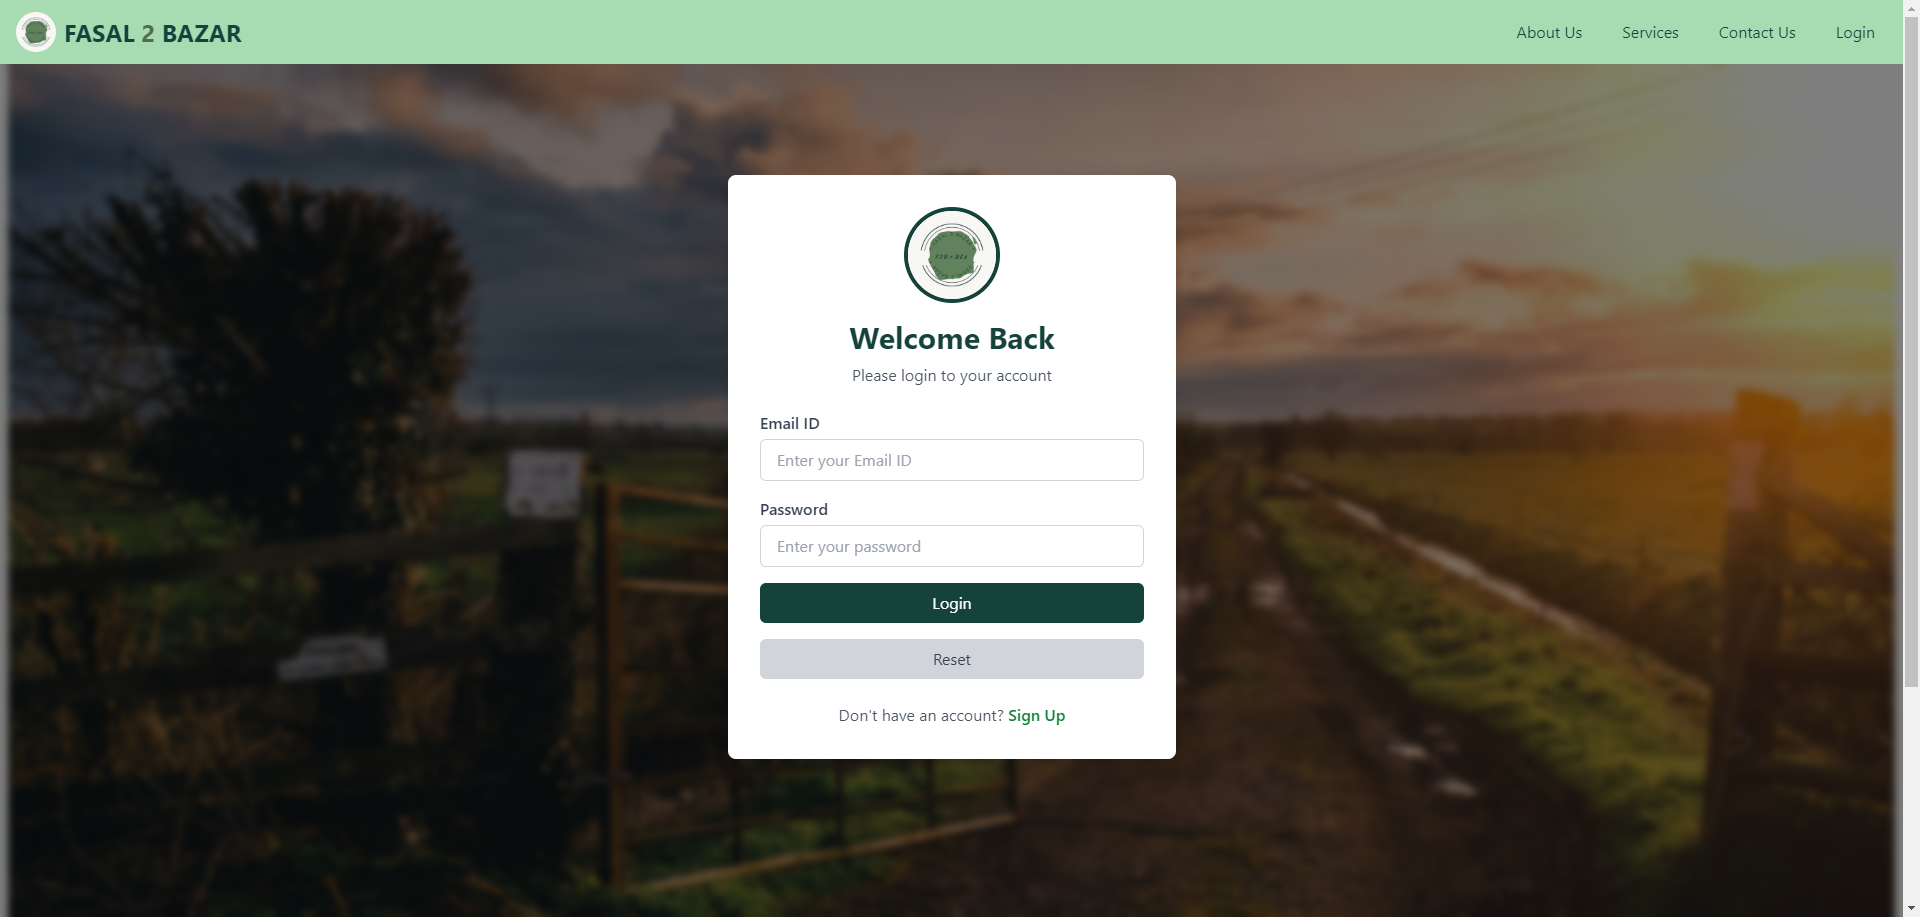 FASAL 2 BAZAR
About Us
Services
Contact Us
Login
Welcome Back
Please login to your account
Email ID
Enter your Email ID
Password
Enter your password
Login
Reset
Don't have an account? Sign Up